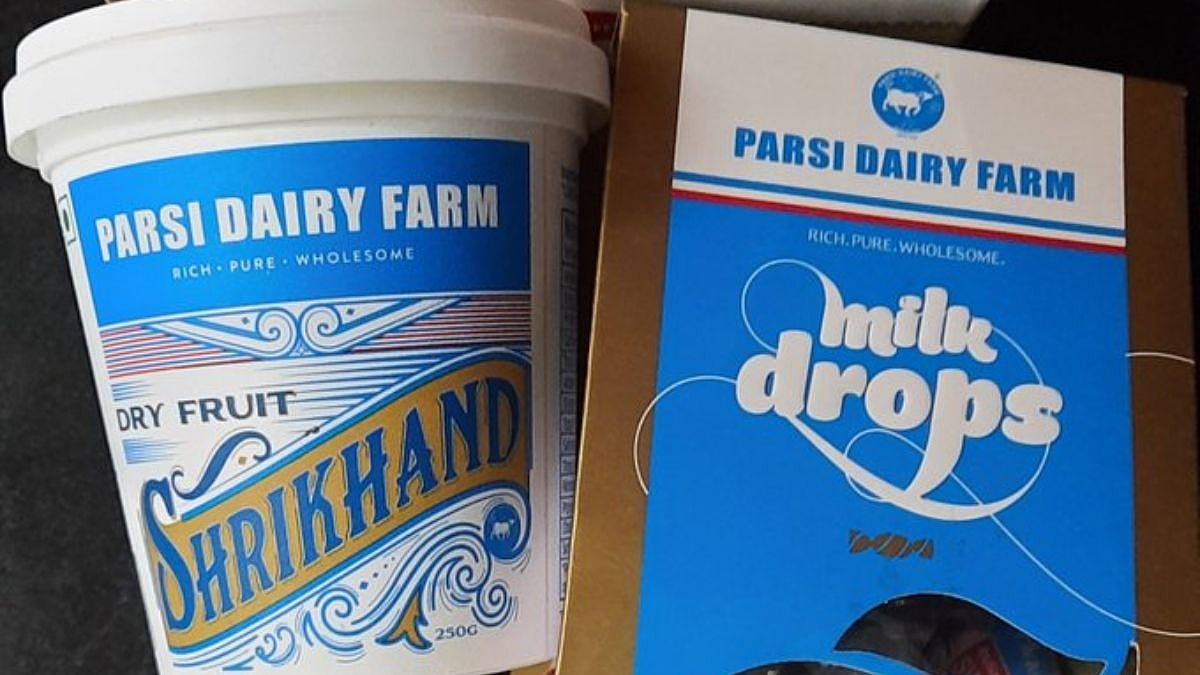 PARSI DAIRY FARM
RICH • PURE • WHOLESOME
DRY FRUIT
SHRIKHAND
250G
PARSI DAIRY FARM
RICH.PURE.WHOLESOME.
milk
drops